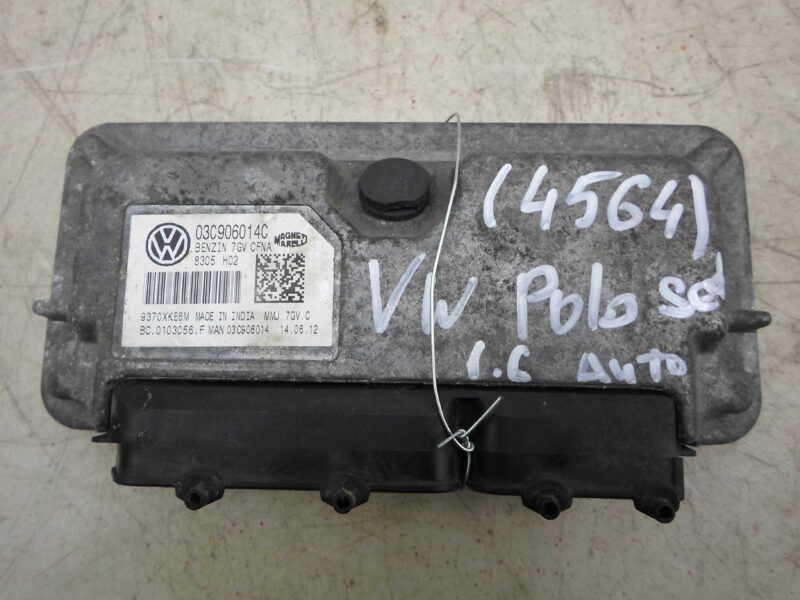 03C906014C
BENZIN 7GV CFNA
MAGNETI
MARELLI
8305 H02
9370XKE6M MADE IN INDIA MMJ 7GV.C
BC.0103056.F MAN 03C906014 14.06.12
(4564)
VW Polo sed
1.6 Auto